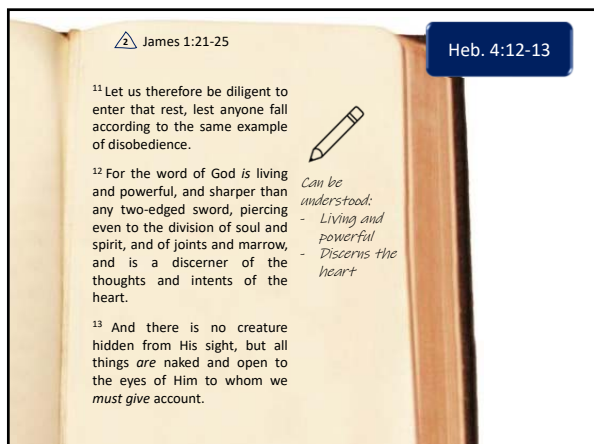 2 James 1:21-25
Heb. 4:12-13
11 Let us therefore be diligent to
enter that rest, lest anyone fall
according to the same example
of disobedience.
12 For the word of God is living
and powerful, and sharper than
any two-edged sword, piercing
even to the division of soul and
spirit, and of joints and marrow,
and is a discerner of the
thoughts and intents of the
heart.
13 And there is no creature
hidden from His sight, but all
things are naked and open to
the eyes of Him to whom we
must give account.
Can be
understood:
- Living and
powerful
- Discerns the
heart